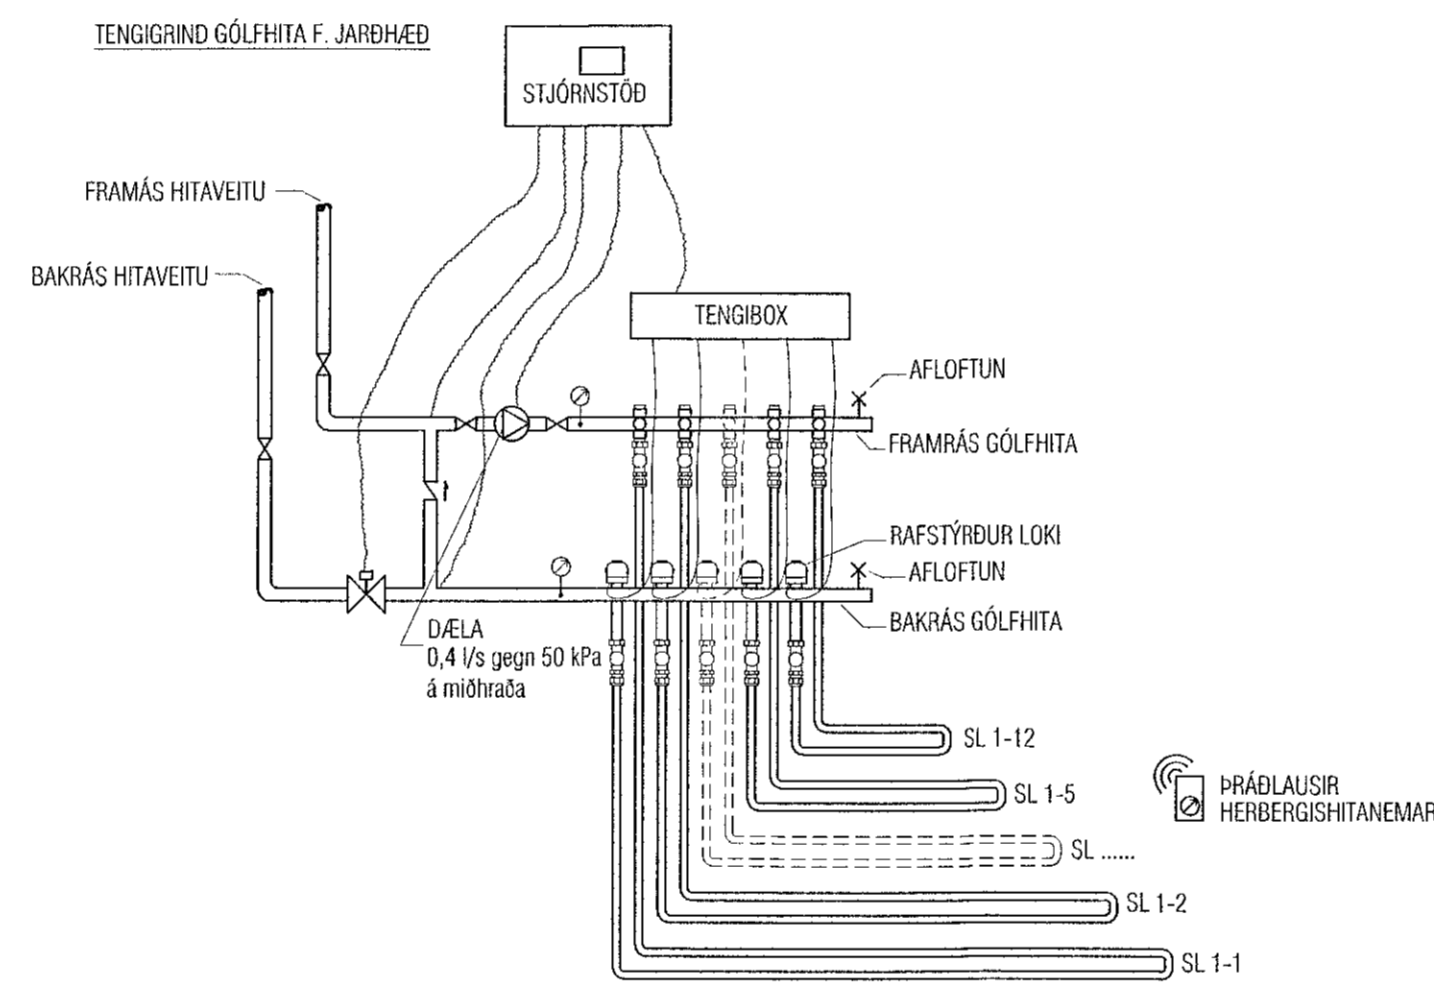 TENGIGRIND GÓLFHITA F. JARÐHÆÐ
STJÓRNSTÖÐ
FRAMÁS HITAVEITU
BAKRÁS HITAVEITU
TENGIBOX
AFLOFTUN
FRAMRÁS GÓLFHITA
RAFSTÝRÐUR LOKI
AFLOFTUN
BAKRÁS GÓLFHITA
DÆLA
0,4 l/s gegn 50 kPa
á miðhraða
SL 1-12
SL 1-5
ÞRÁÐLAUSIR
HERBERGISHITANEMAR
SL ......
SL 1-2
SL 1-1